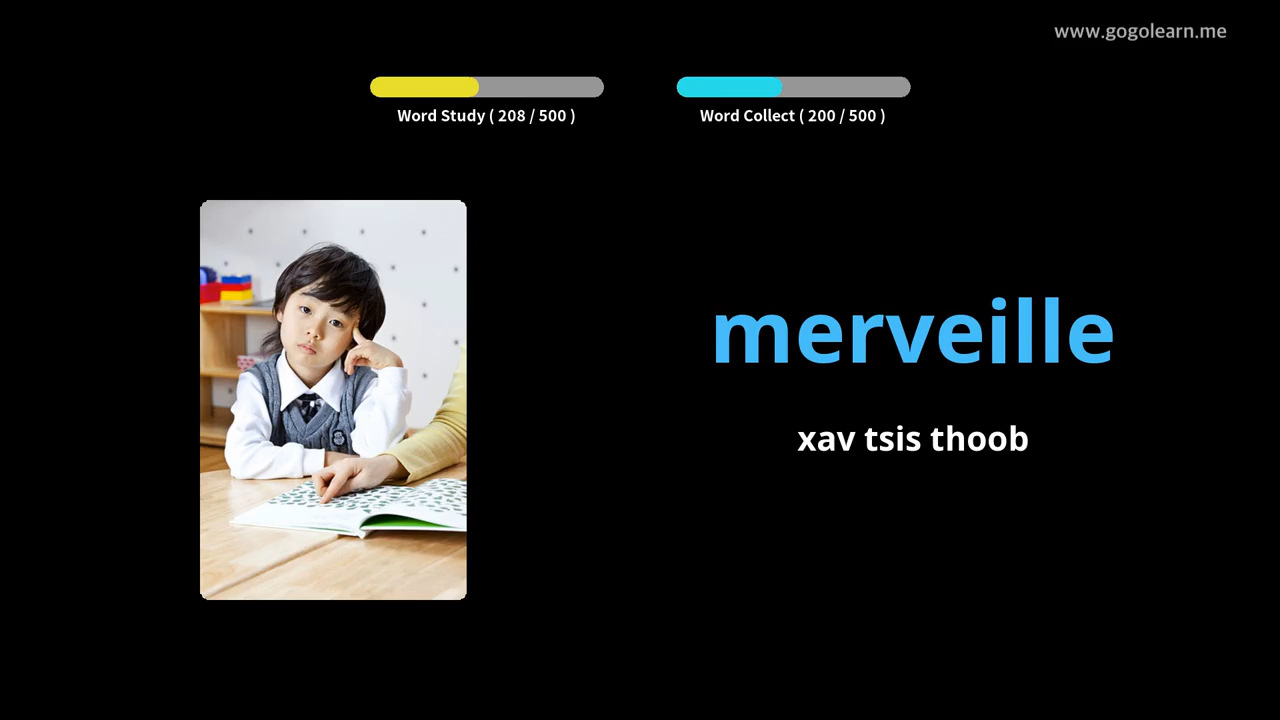 www.gogolearn.me
Word Study ( 208 / 500 )
Word Collect ( 200 / 500 )
merveille
xav tsis thoob